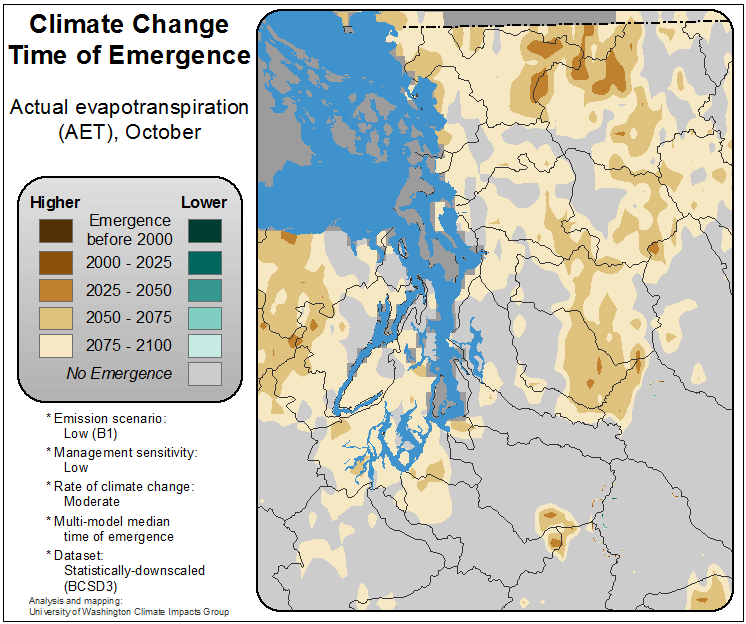 Climate Change
Time of Emergence
Actual evapotranspiration
(AET), October
Higher Lower
Emergence
before 2000
2000 - 2025
2025 - 2050
2050 - 2075
2075 - 2100
No Emergence
* Emission scenario:
Low (B1)
* Management sensitivity:
Low
* Rate of climate change:
Moderate
* Multi-model median
time of emergence
* Dataset:
Statistically-downscaled
(BCSD3)
Analysis and mapping:
University of Washington Climate Impacts Group